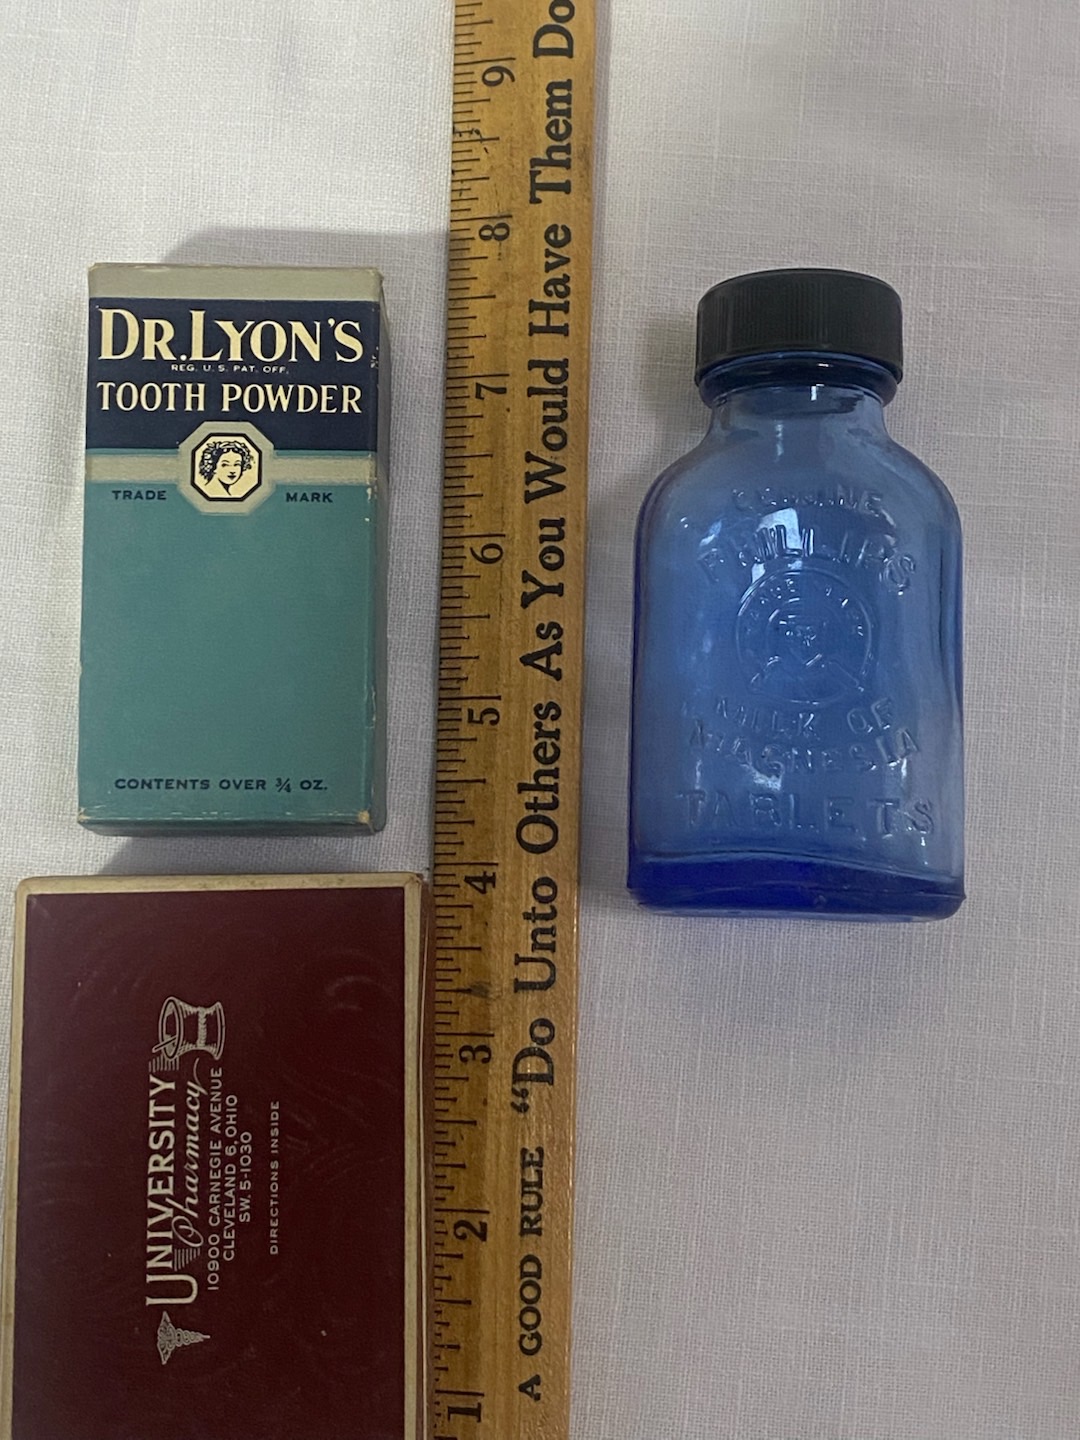 DR. LYON'S
REG. U.S. PAT. OFF.
TOOTH POWDER
TRADE MARK
CONTENTS OVER ¾ OZ.
UNIVERSITY
Pharmacy
10900 CARNEGIE AVENUE
CLEVELAND 6, OHIO
SW. 5-1030
DIRECTIONS INSIDE
1 2 3 4 5 6 7 8 9
A GOOD RULE "Do Unto Others As You Would Have Them Do
GENUINE
PHILLIPS
MILK OF
MAGNESIA
TABLETS